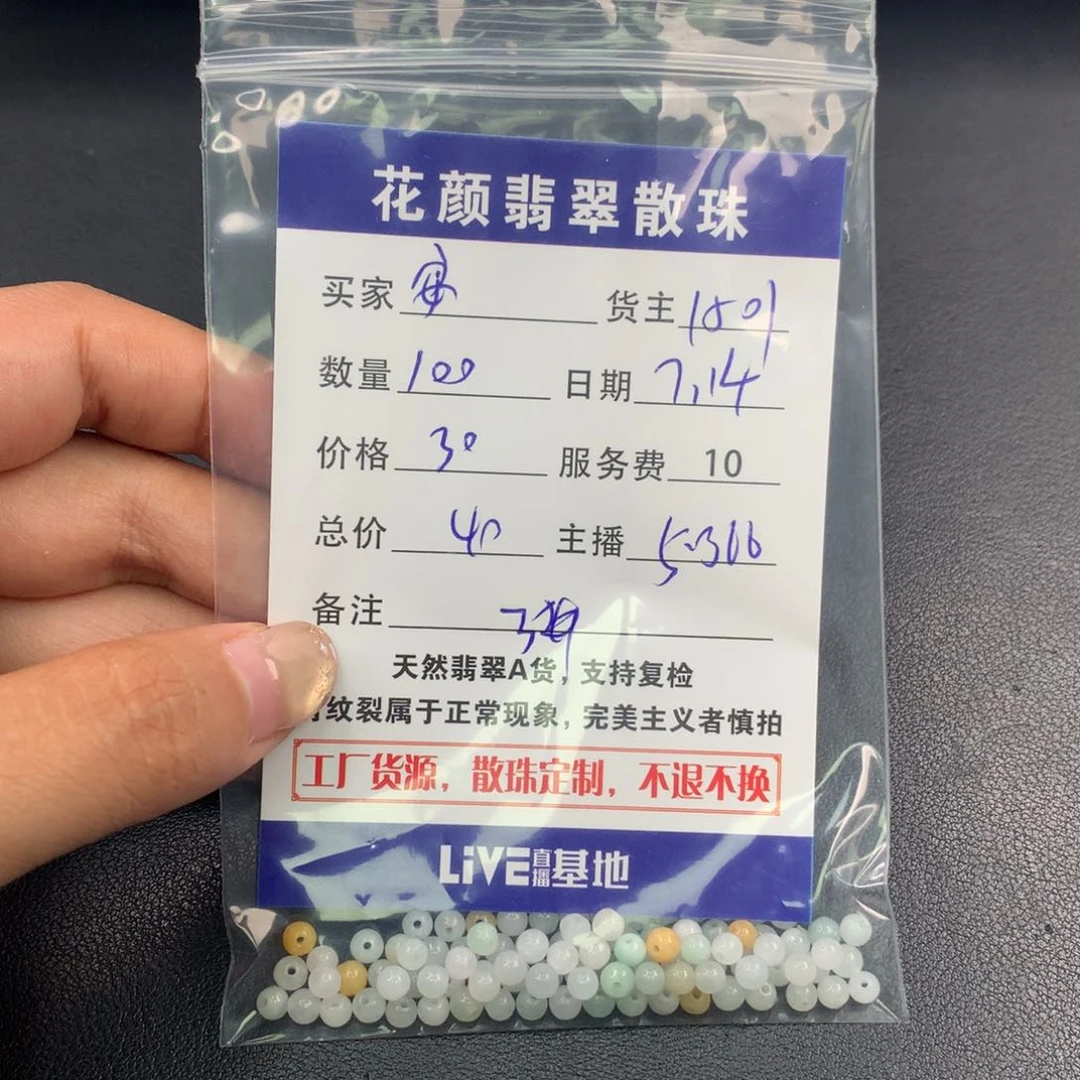 花颜翡翠散珠
买家 货主
数量 100 日期 7.14
价格 30 服务费 10
总价 40 主播
备注
天然翡翠A货，支持复检
纹裂属于正常现象，完美主义者慎拍
工厂货源，散珠定制，不退不换
LiVE直播基地